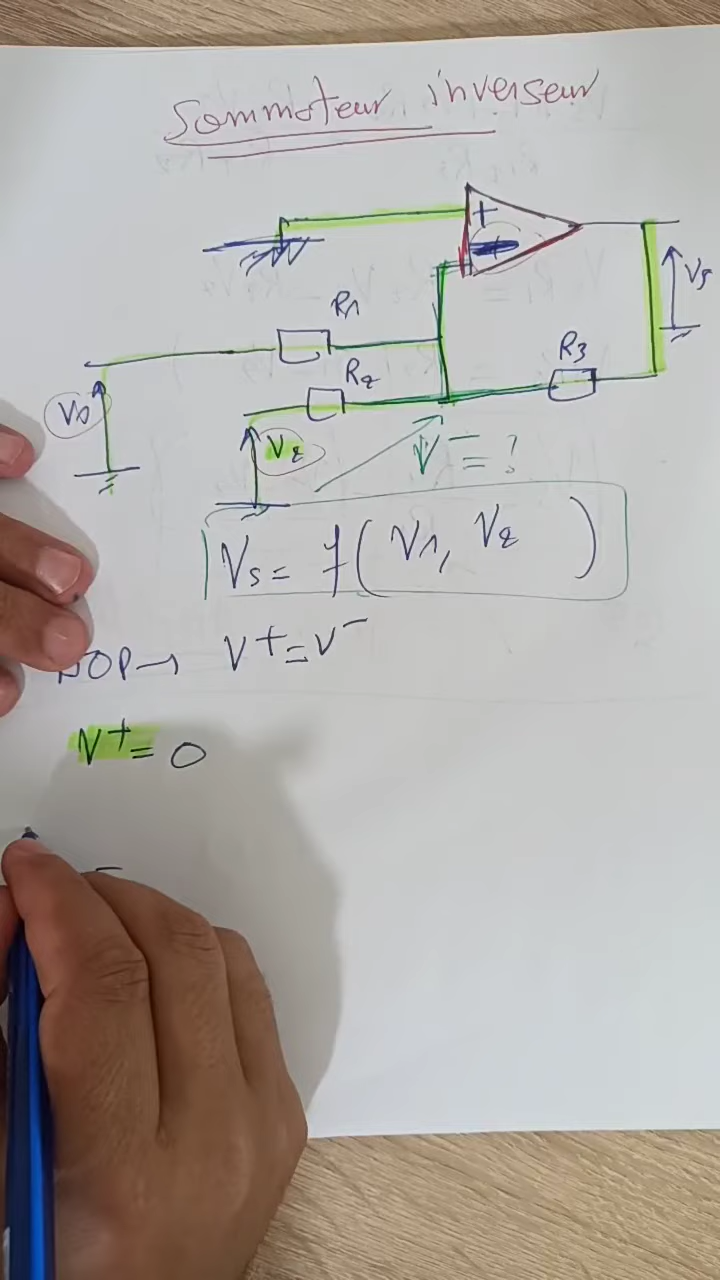 Sommateur inverseur
+
-
Vs
R1
R3
R2
V1
V2
V⁻ = ?
Vs = f(V1, V2)
AOP → V⁺ = V⁻
V⁺ = 0